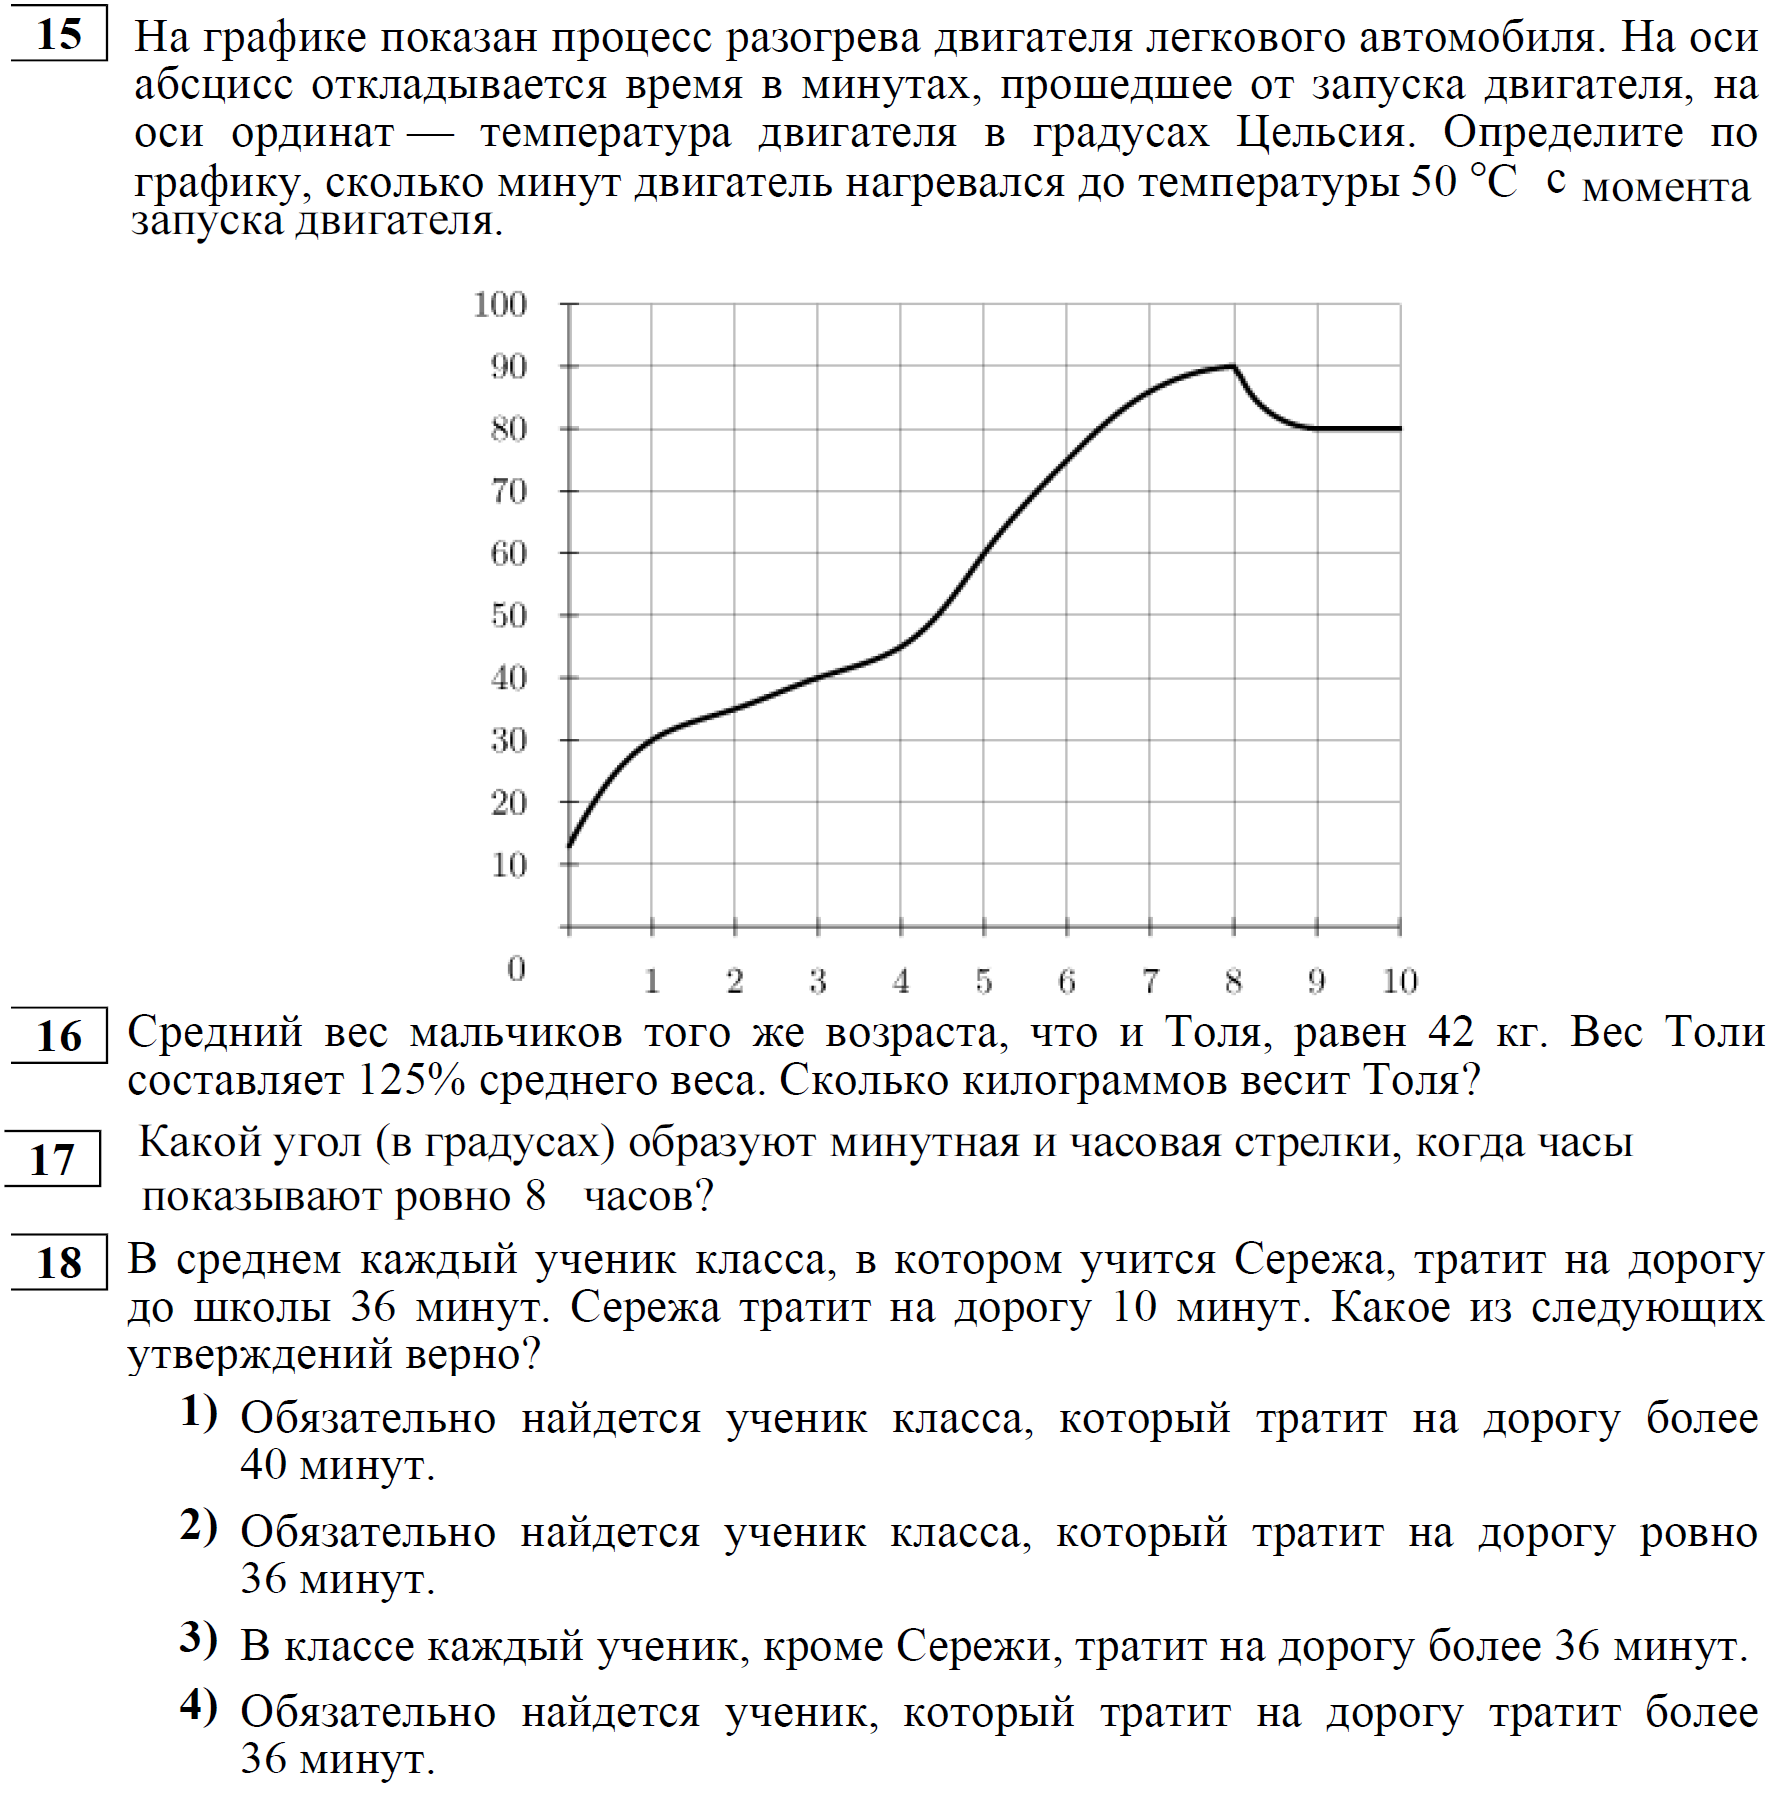 15 На графике показан процесс разогрева двигателя легкового автомобиля. На оси
абсцисс откладывается время в минутах, прошедшее от запуска двигателя, на
оси ординат — температура двигателя в градусах Цельсия. Определите по
графику, сколько минут двигатель нагревался до температуры 50 °C с момента
запуска двигателя.
100
90
80
70
60
50
40
30
20
10
0 1 2 3 4 5 6 7 8 9 10
16 Средний вес мальчиков того же возраста, что и Толя, равен 42 кг. Вес Толи
составляет 125% среднего веса. Сколько килограммов весит Толя?
17 Какой угол (в градусах) образуют минутная и часовая стрелки, когда часы
показывают ровно 8 часов?
18 В среднем каждый ученик класса, в котором учится Сережа, тратит на дорогу
до школы 36 минут. Сережа тратит на дорогу 10 минут. Какое из следующих
утверждений верно?
1) Обязательно найдется ученик класса, который тратит на дорогу более
40 минут.
2) Обязательно найдется ученик класса, который тратит на дорогу ровно
36 минут.
3) В классе каждый ученик, кроме Сережи, тратит на дорогу более 36 минут.
4) Обязательно найдется ученик, который тратит на дорогу тратит более
36 минут.